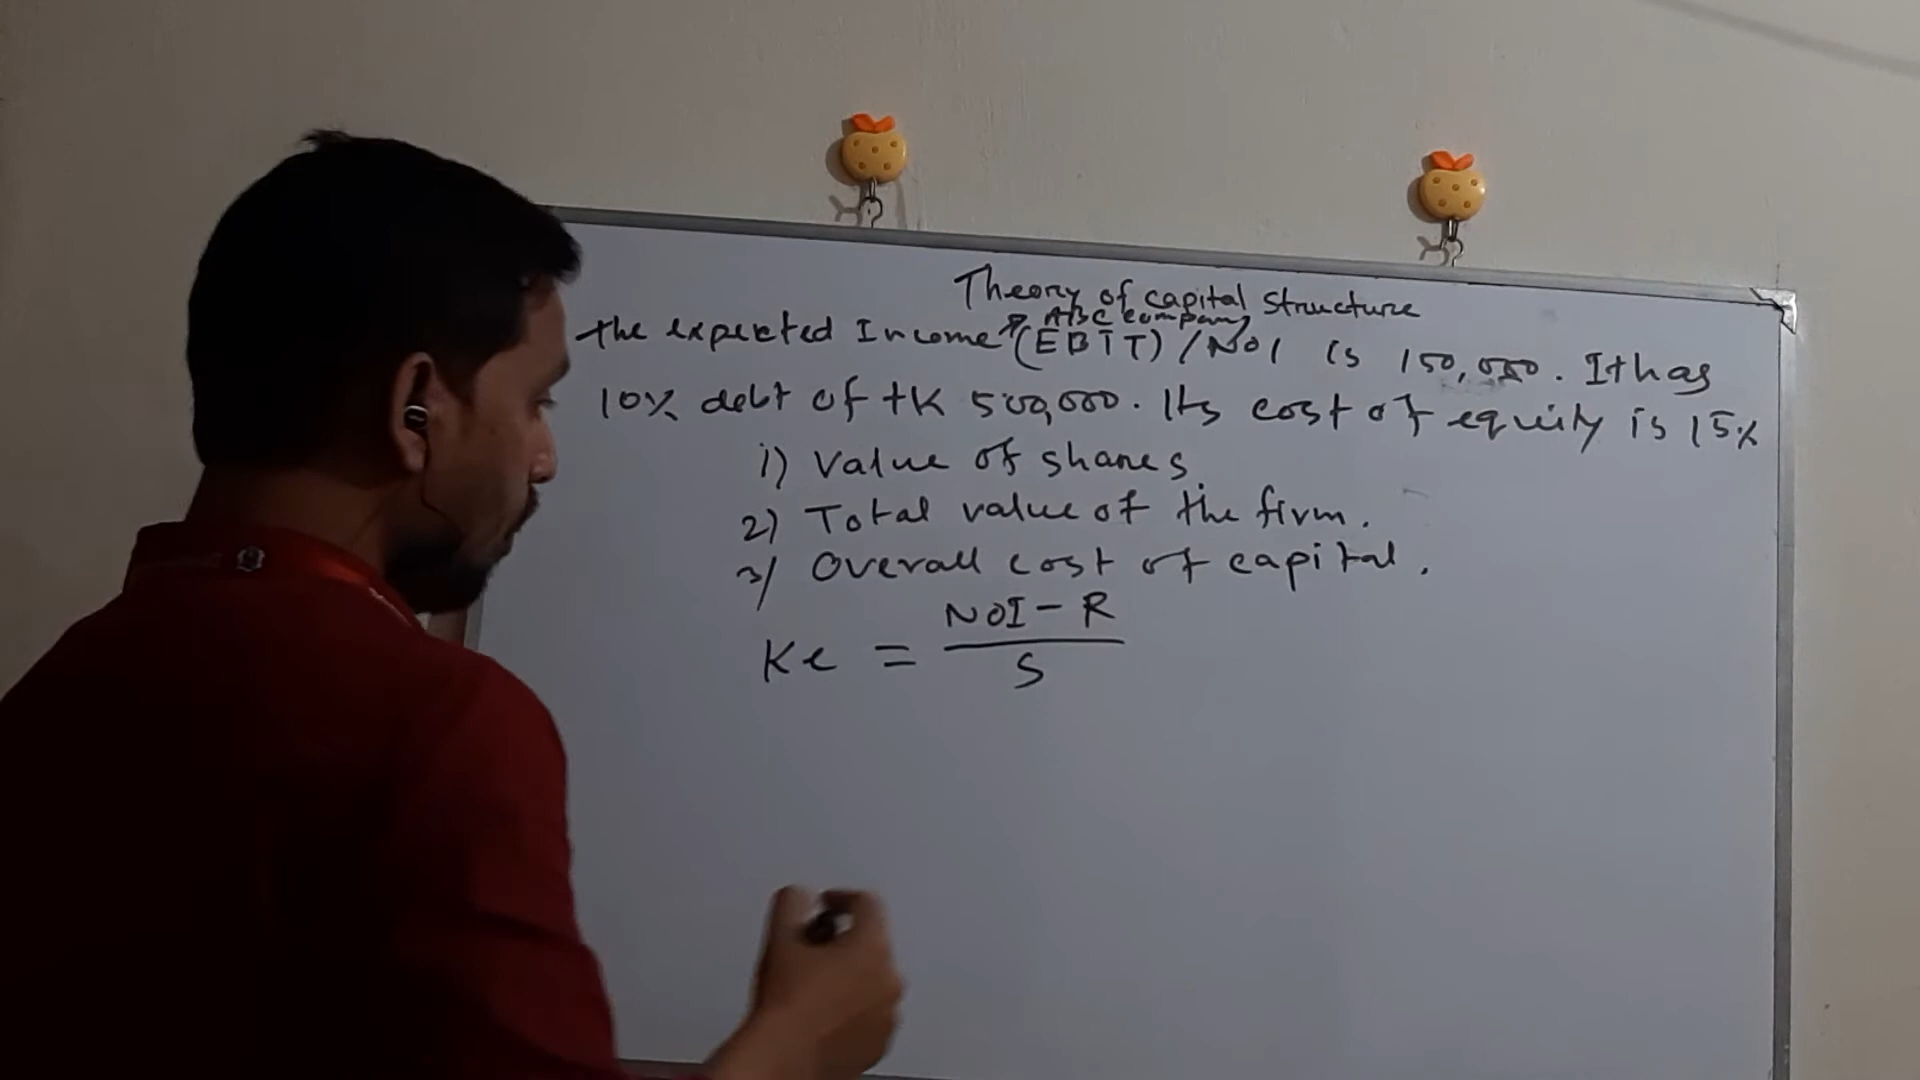 Theory of capital structure
ABC company
the expected Income of (EBIT) / NOI is 150,000. It has
10% debt of tk 500,000. Its cost of equity is 15%
1) Value of shares
2) Total value of the firm.
3) Overall cost of capital.
Ke = NOI - R
S